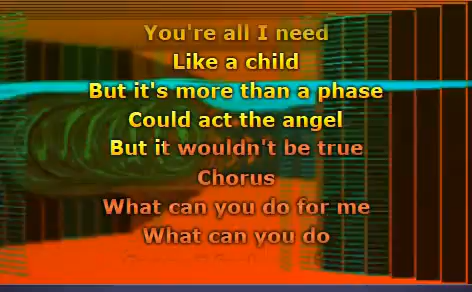 You're all I need
Like a child
But it's more than a phase
Could act the angel
But it wouldn't be true
Chorus
What can you do for me
What can you do